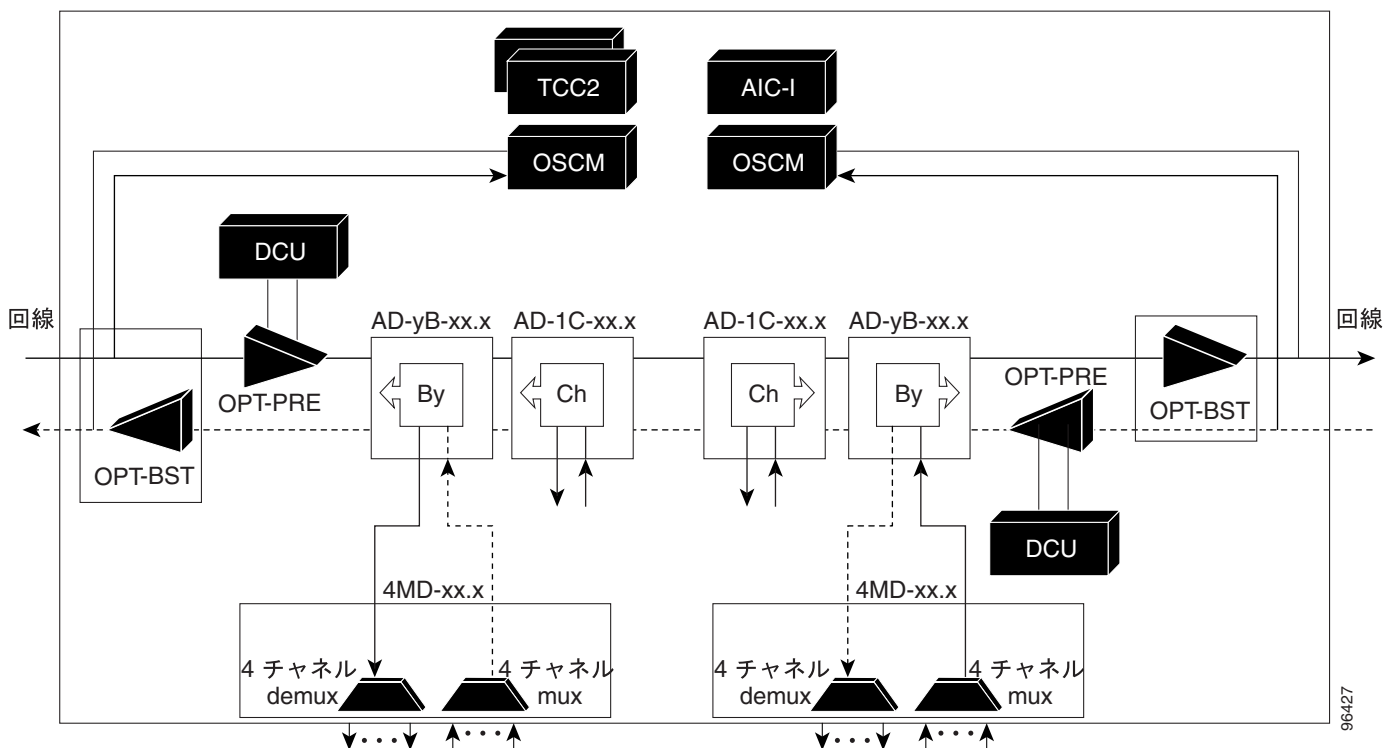 TCC2
AIC-I
OSCM
OSCM
DCU
回線
回線
AD-yB-xx.x
AD-1C-xx.x
AD-1C-xx.x
AD-yB-xx.x
By
Ch
Ch
By
OPT-PRE
OPT-PRE
OPT-BST
OPT-BST
DCU
4MD-xx.x
4MD-xx.x
4 チャネル
demux
4 チャネル
mux
4 チャネル
demux
4 チャネル
mux
96427